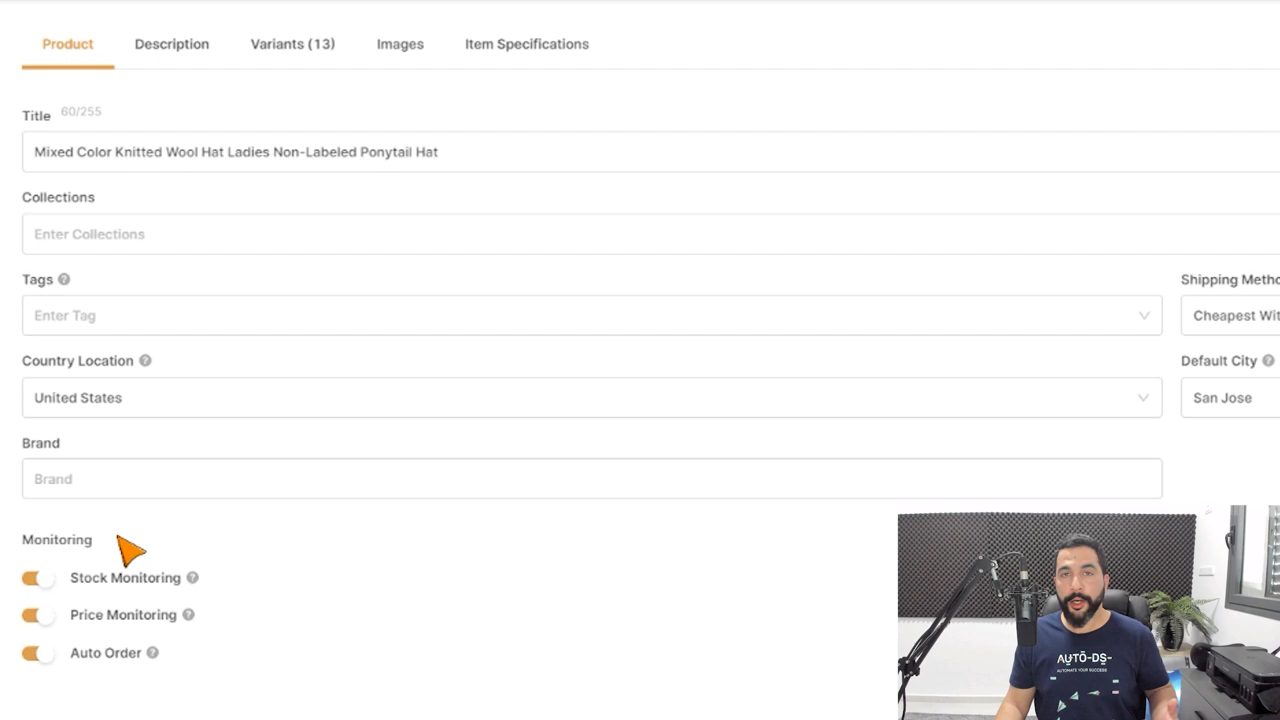 Product Description Variants (13) Images Item Specifications
Title 60/255
Mixed Color Knitted Wool Hat Ladies Non-Labeled Ponytail Hat
Collections
Enter Collections
Tags ?
Enter Tag
Shipping Metho
Cheapest Wit
Country Location ?
United States
Default City ?
San Jose
Brand
Brand
Monitoring
Stock Monitoring ?
Price Monitoring ?
Auto Order ?
AUTO-DS-
AUTOMATE YOUR SUCCESS